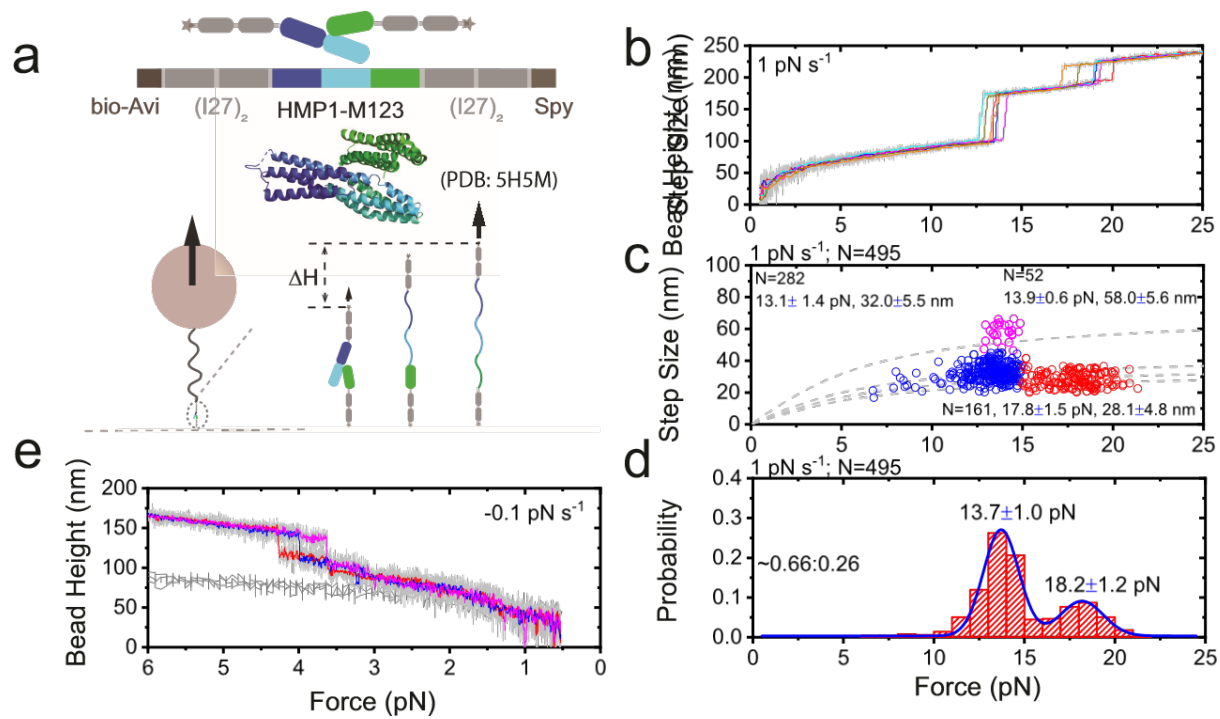 a
bio-Avi (I27)2 HMP1-M123 (I27)2 Spy
(PDB: 5H5M)
ΔH
b
1 pN s-1
Bead Height (nm)
Step Size (nm)
250
200
150
100
50
0
5 10 15 20 25
c
1 pN s-1; N=495
N=282
13.1± 1.4 pN, 32.0±5.5 nm
N=52
13.9±0.6 pN, 58.0±5.6 nm
N=161, 17.8±1.5 pN, 28.1±4.8 nm
Step Size (nm)
100
80
60
40
20
0
0 5 10 15 20 25
d
1 pN s-1; N=495
13.7±1.0 pN
18.2±1.2 pN
~0.66:0.26
Probability
0.4
0.3
0.2
0.1
0.0
0 5 10 15 20 25
Force (pN)
e
-0.1 pN s-1
Bead Height (nm)
200
150
100
50
0
6 5 4 3 2 1 0
Force (pN)